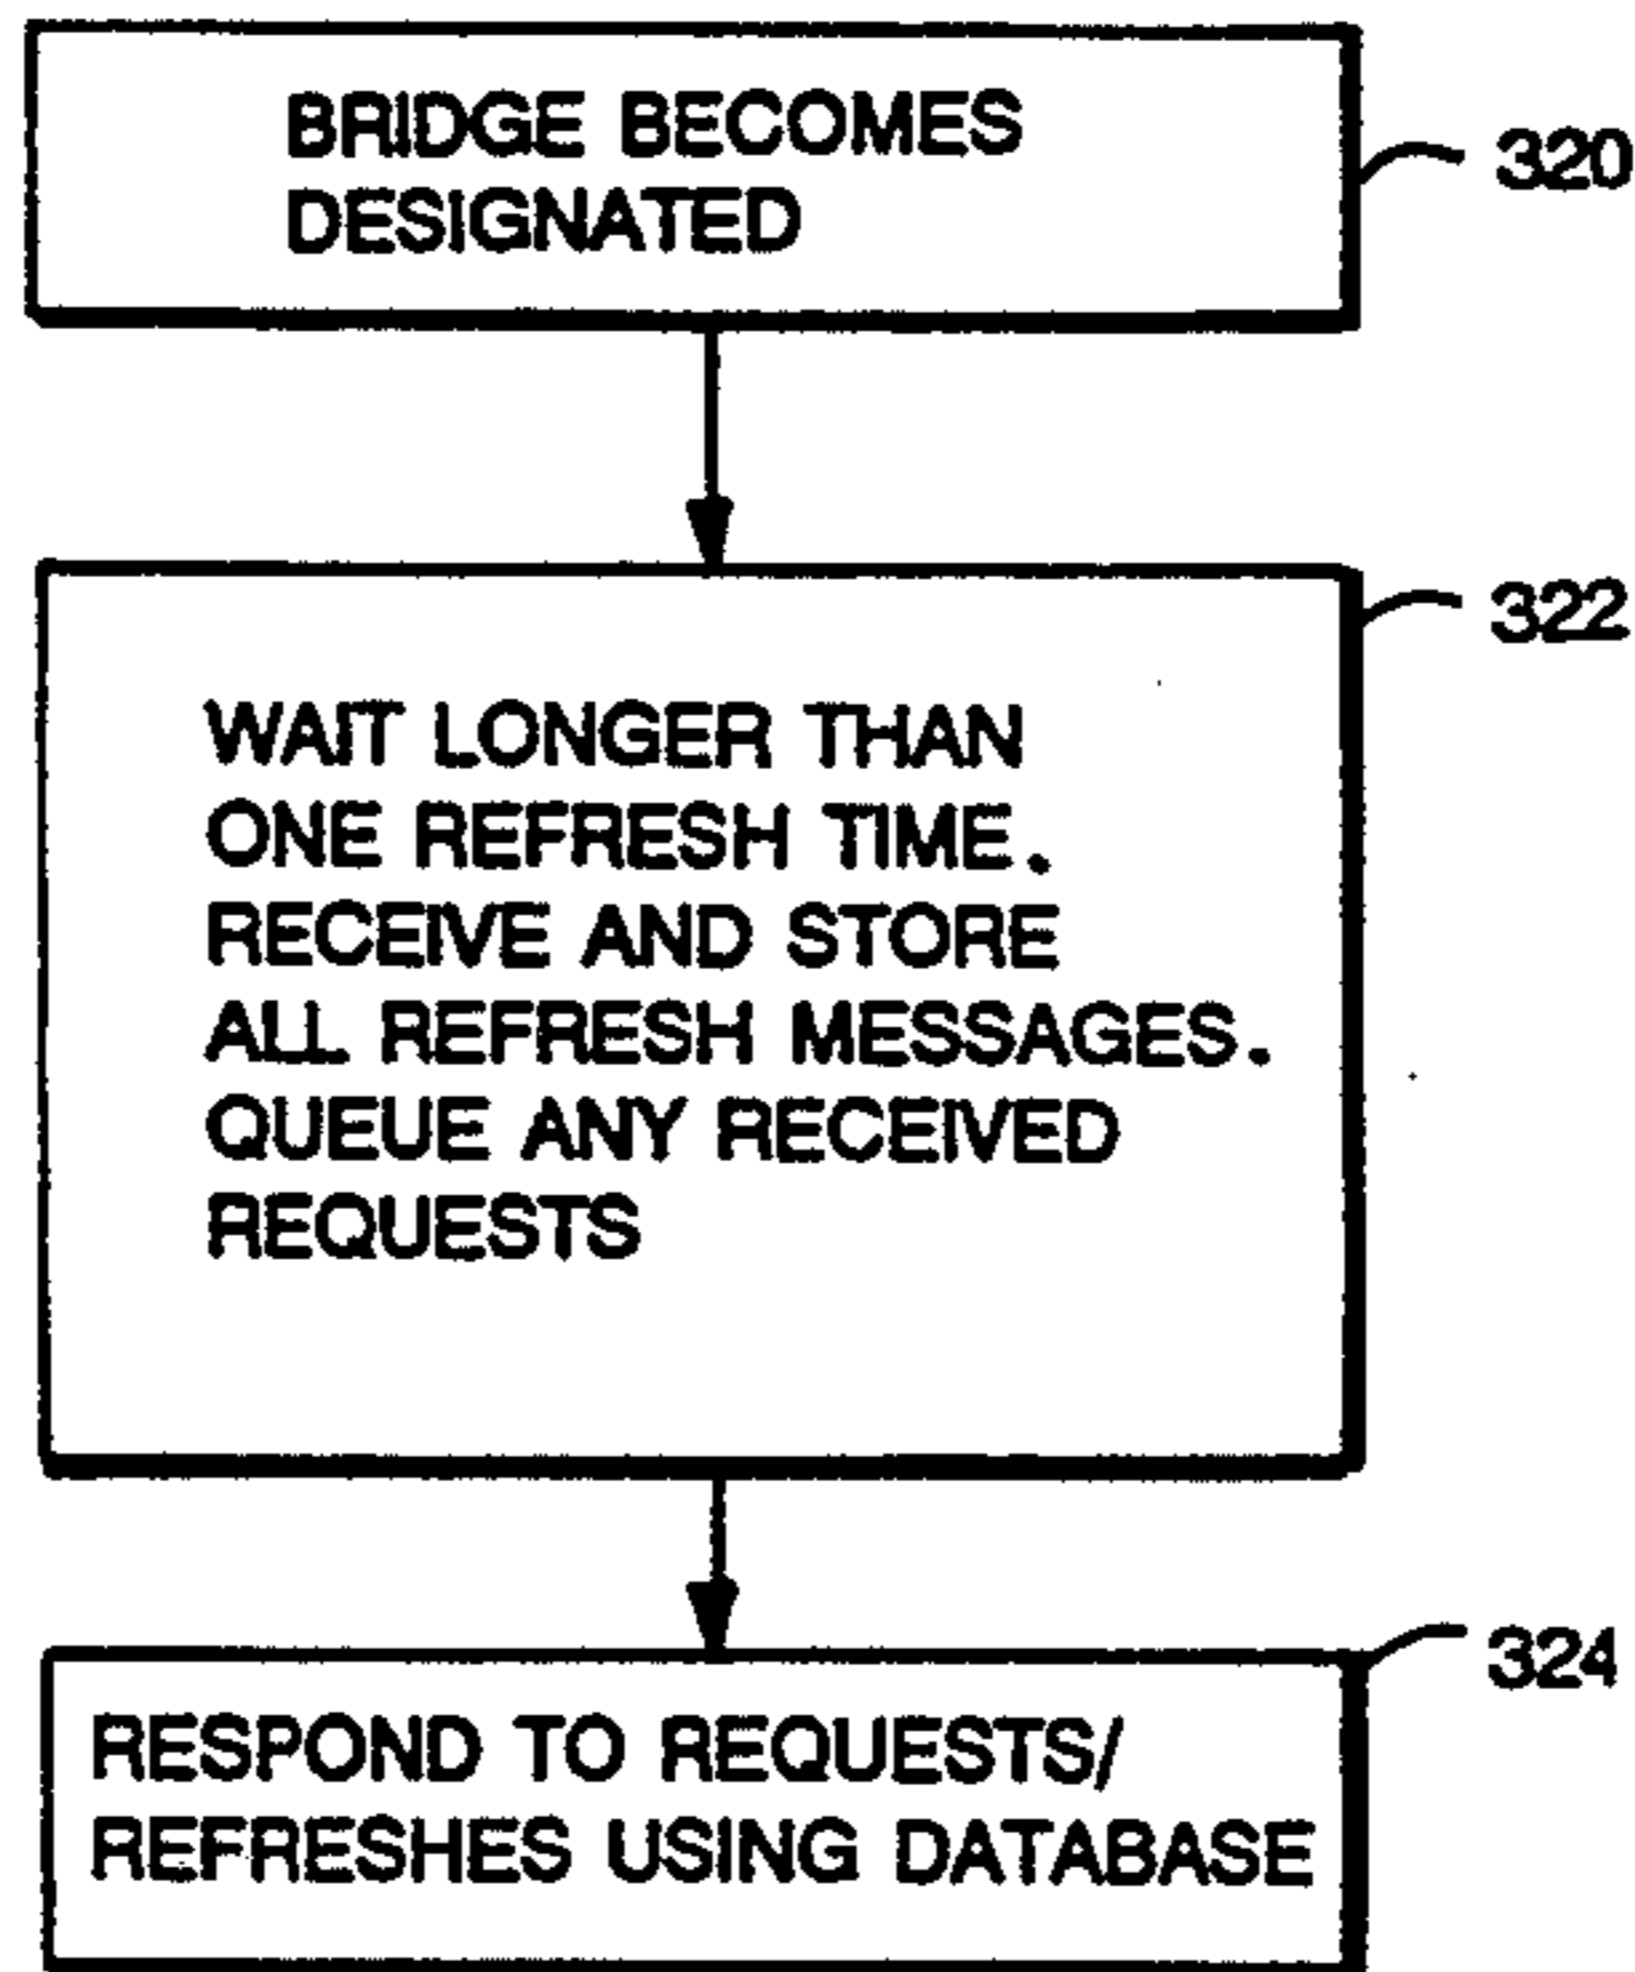 BRIDGE BECOMES
DESIGNATED
320
322
WAIT LONGER THAN
ONE REFRESH TIME.
RECEIVE AND STORE
ALL REFRESH MESSAGES.
QUEUE ANY RECEIVED
REQUESTS
324
RESPOND TO REQUESTS/
REFRESHES USING DATABASE